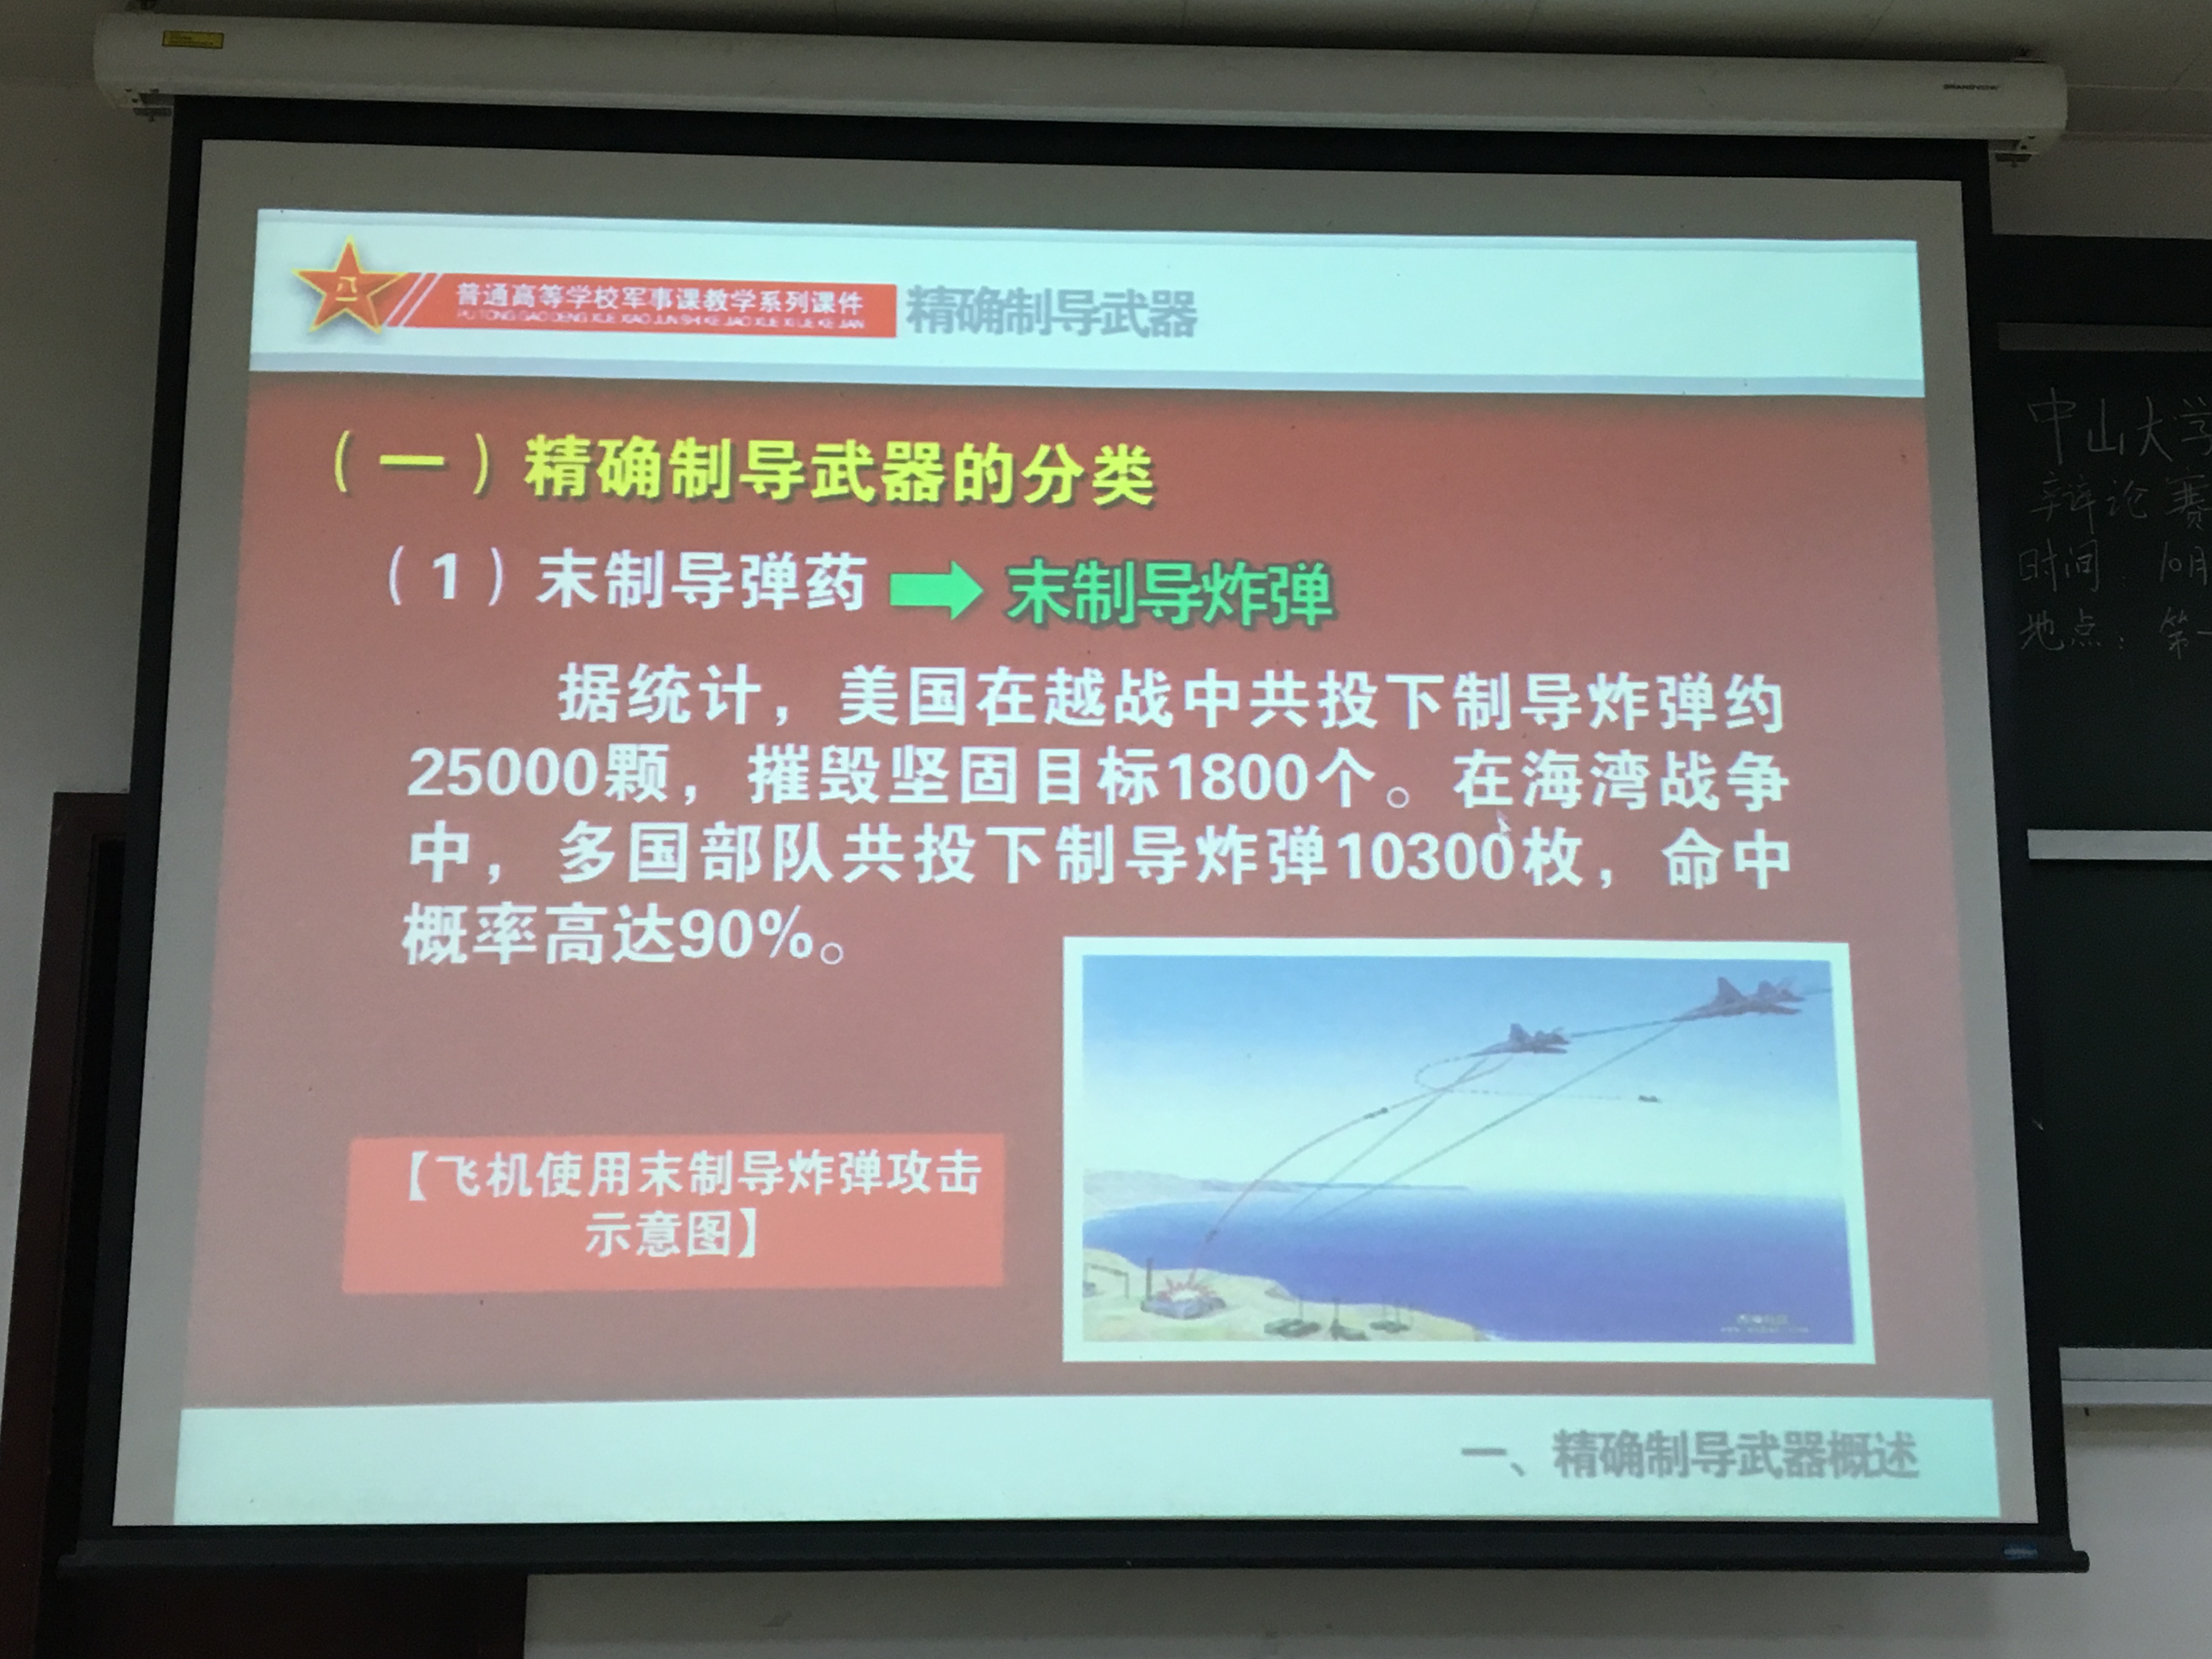 普通高等学校军事课教学系列课件
PU TONG GAO DENG XUE XIAO JUN SHI KE JIAO XUE XI LIE KE JIAN
精确制导武器
（一）精确制导武器的分类
（1）末制导弹药
末制导炸弹
据统计，美国在越战中共投下制导炸弹约
25000颗，摧毁坚固目标1800个。在海湾战争
中，多国部队共投下制导炸弹10300枚，命中
概率高达90%。
【飞机使用末制导炸弹攻击
示意图】
一、精确制导武器概述
中山大学
辩论赛
时间：10月
地点：第一